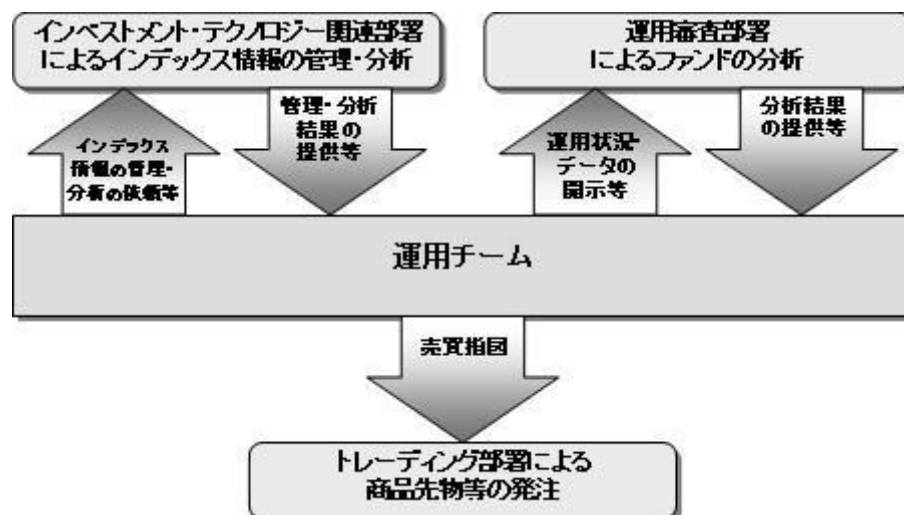 インベストメント・テクノロジー関連部署
によるインデックス情報の管理・分析
運用審査部署
によるファンドの分析
インデックス
情報の管理・
分析の依頼等
管理・分析
結果の
提供等
運用状況・
データの
開示等
分析結果
の提供等
運用チーム
売買指図
トレーディング部署による
商品先物等の発注